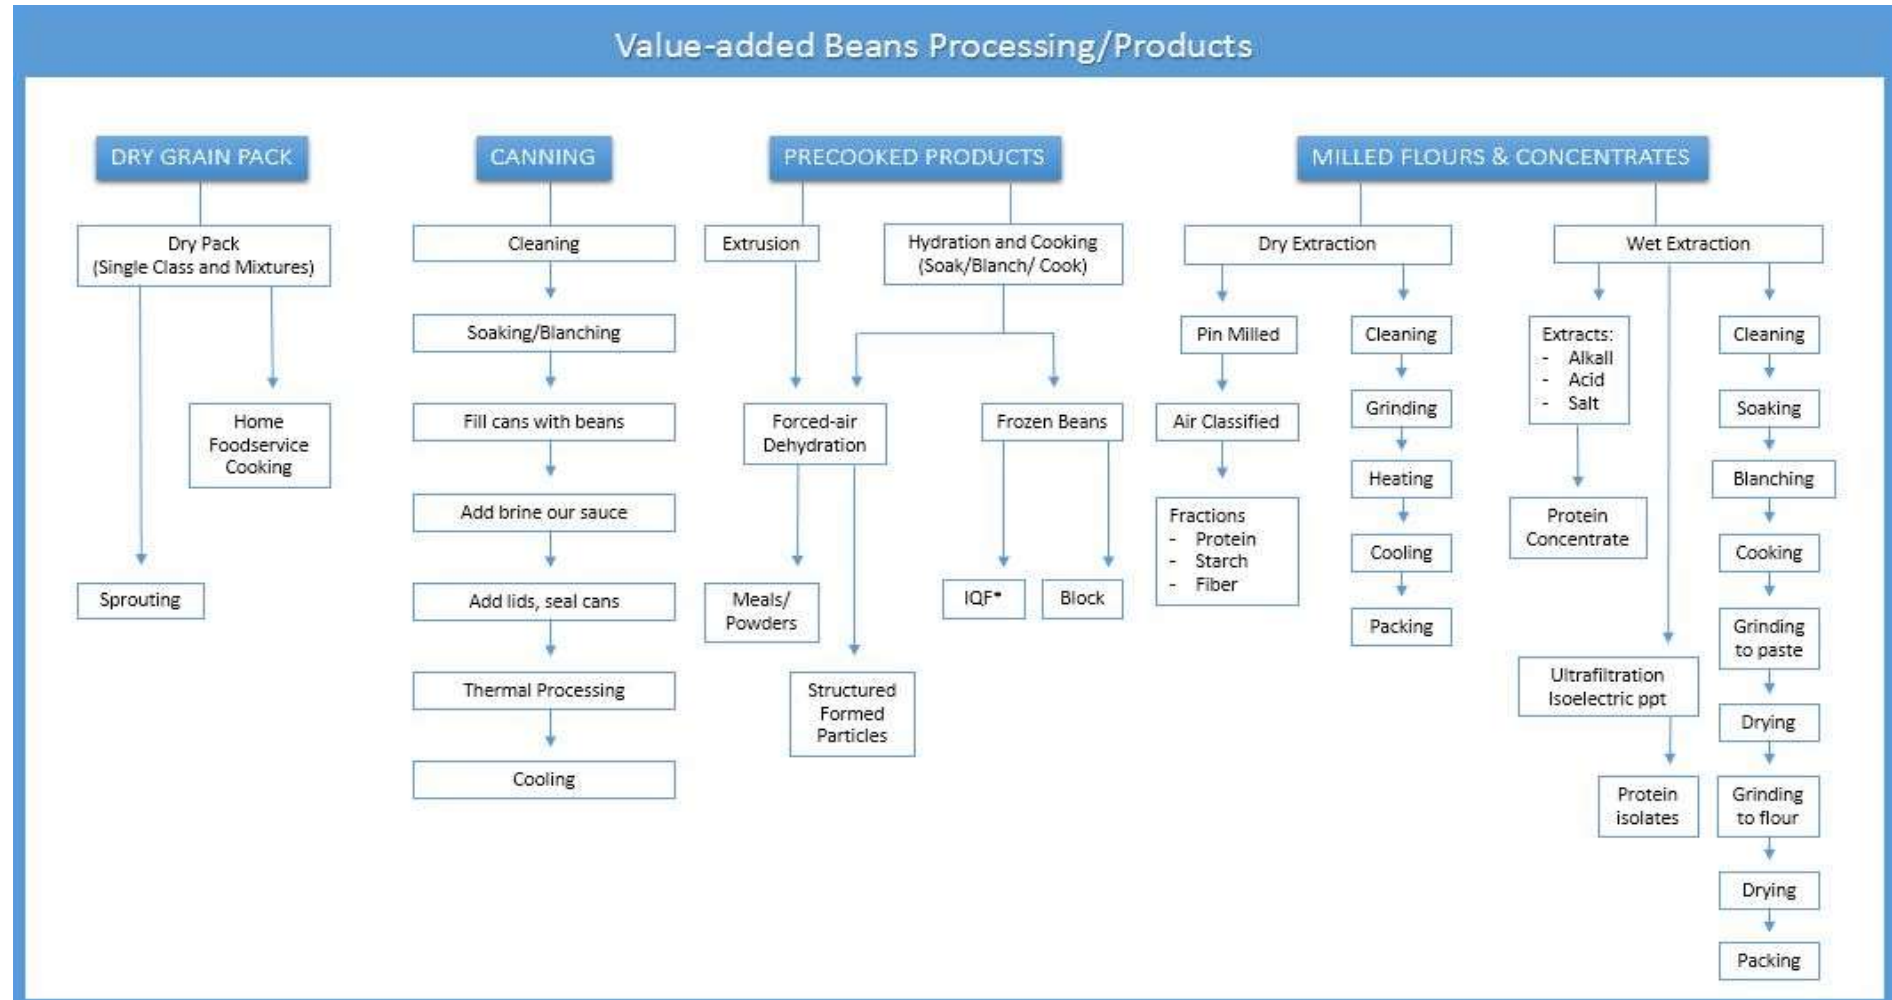 Value-added Beans Processing/Products
DRY GRAIN PACK
Dry Pack
(Single Class and Mixtures)
Home
Foodservice
Cooking
Sprouting
CANNING
Cleaning
Soaking/Blanching
Fill cans with beans
Add brine our sauce
Add lids, seal cans
Thermal Processing
Cooling
PRECOOKED PRODUCTS
Extrusion
Hydration and Cooking
(Soak/Blanch/ Cook)
Forced-air
Dehydration
Frozen Beans
Meals/
Powders
Structured
Formed
Particles
IQF*
Block
MILLED FLOURS & CONCENTRATES
Dry Extraction
Pin Milled
Air Classified
Fractions
- Protein
- Starch
- Fiber
Cleaning
Grinding
Heating
Cooling
Packing
Wet Extraction
Extracts:
- Alkall
- Acid
- Salt
Protein
Concentrate
Ultrafiltration
Isoelectric ppt
Protein
isolates
Cleaning
Soaking
Blanching
Cooking
Grinding
to paste
Drying
Grinding
to flour
Drying
Packing